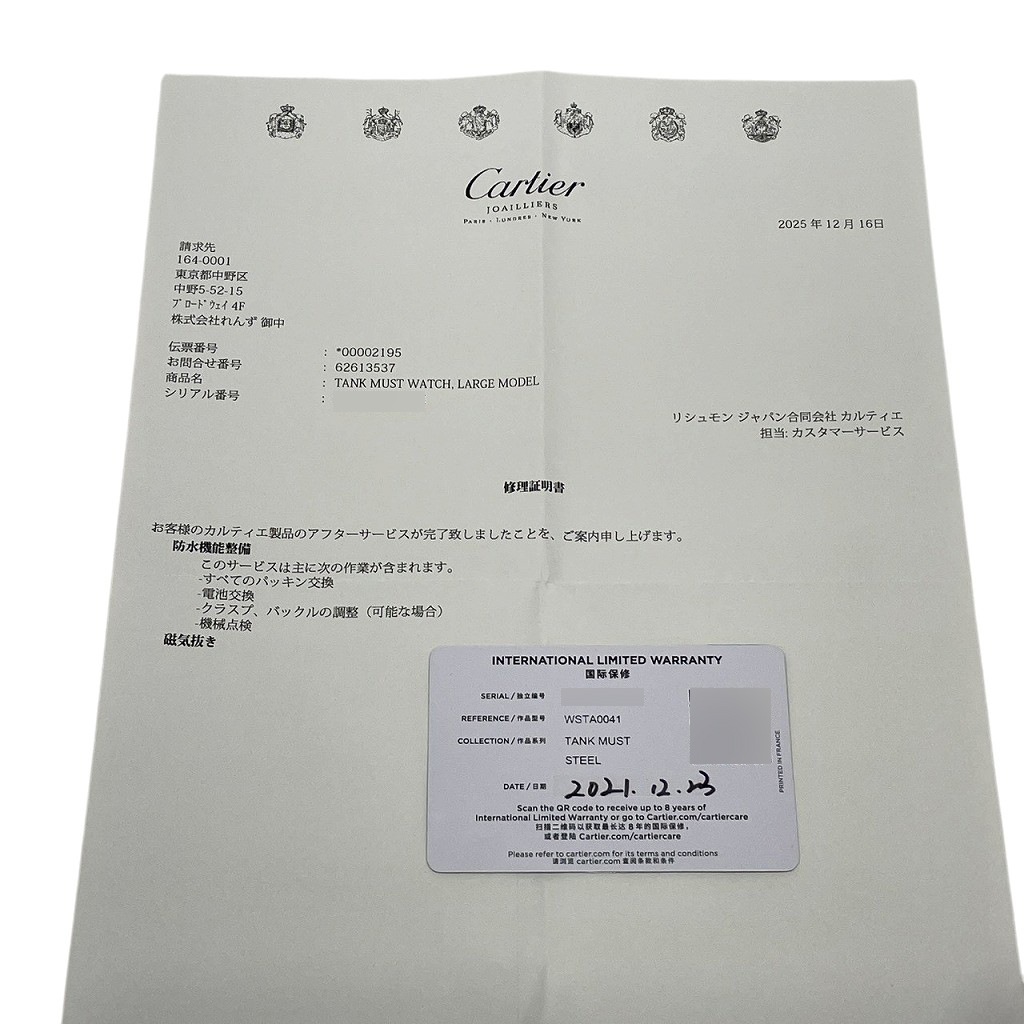 Cartier
JOAILLIERS
PARIS · LONDRES · NEW YORK
2025 年 12 月 16日
請求先
164-0001
東京都中野区
中野5-52-15
ﾌﾞﾛｰﾄﾞｳｪｲ 4F
株式会社れんず 御中
伝票番号 : *00002195
お問合せ番号 : 62613537
商品名 : TANK MUST WATCH, LARGE MODEL
シリアル番号 :
リシュモン ジャパン合同会社 カルティエ
担当: カスタマーサービス
修理証明書
お客様のカルティエ製品のアフターサービスが完了致しましたことを、ご案内申し上げます。
防水機能整備
このサービスは主に次の作業が含まれます。
-すべてのパッキン交換
-電池交換
-クラスプ、バックルの調整（可能な場合）
-機械点検
磁気抜き
INTERNATIONAL LIMITED WARRANTY
国际保修
SERIAL / 独立编号
REFERENCE / 作品型号 WSTA0041
COLLECTION / 作品系列 TANK MUST
STEEL
DATE / 日期 2021. 12. 23
Scan the QR code to receive up to 8 years of
International Limited Warranty or go to Cartier.com/cartiercare
扫描二维码以获取最长达 8 年的国际保修，
或者登陆 Cartier.com/cartiercare
Please refer to cartier.com for its terms and conditions
请浏览 cartier.com 查阅条款和条件
PRINTED IN FRANCE